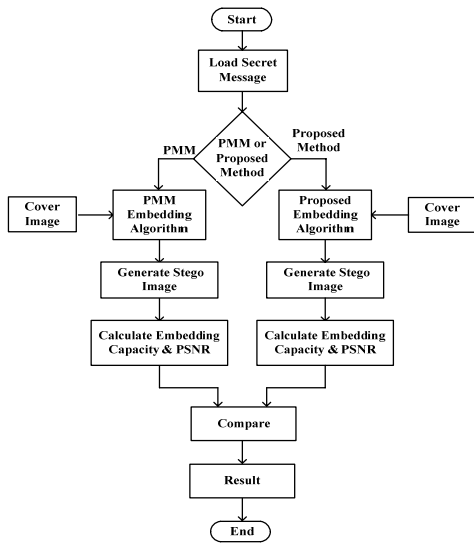 Start
Load Secret
Message
PMM
PMM or
Proposed
Method
Proposed
Method
Cover
Image
PMM
Embedding
Algorithm
Proposed
Embedding
Algorithm
Cover
Image
Generate Stego
Image
Generate Stego
Image
Calculate Embedding
Capacity & PSNR
Calculate Embedding
Capacity & PSNR
Compare
Result
End